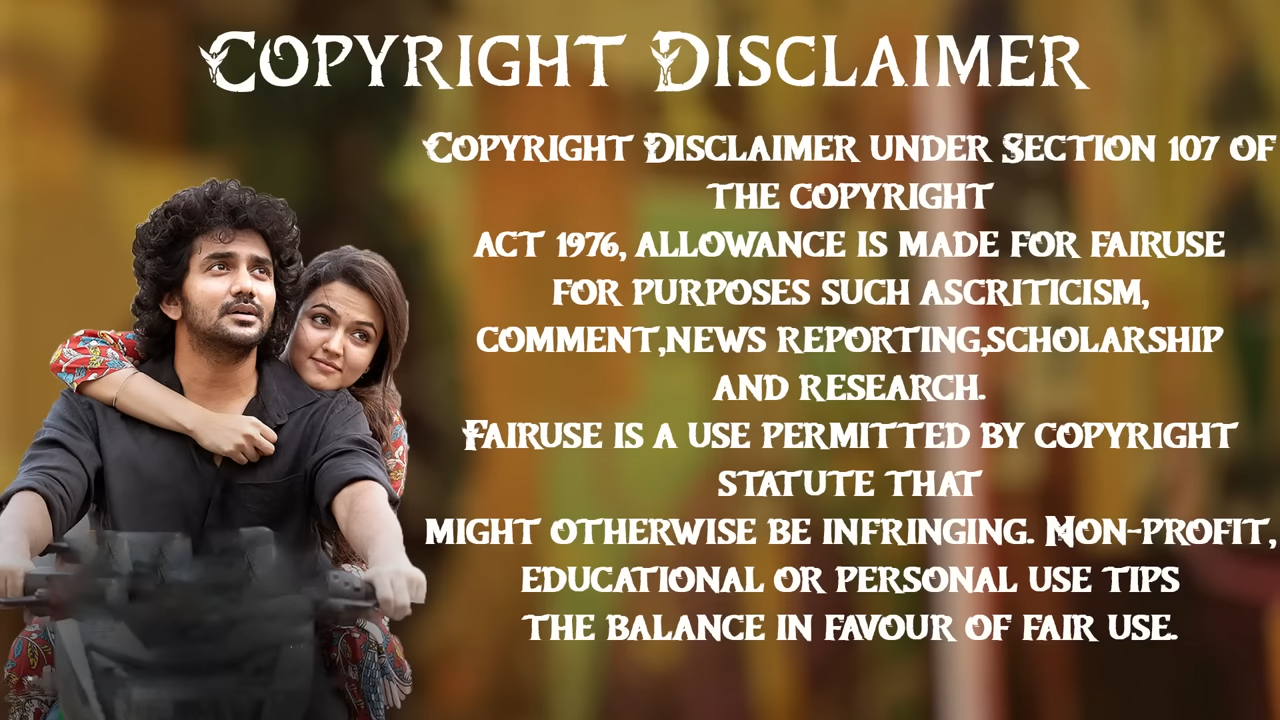 Copyright Disclaimer
Copyright Disclaimer under Section 107 of
the copyright
act 1976, allowance is made for fairuse
for purposes such ascriticism,
comment,news reporting,scholarship
and research.
Fairuse is a use permitted by copyright
statute that
might otherwise be infringing. Non-profit,
educational or personal use tips
the balance in favour of fair use.